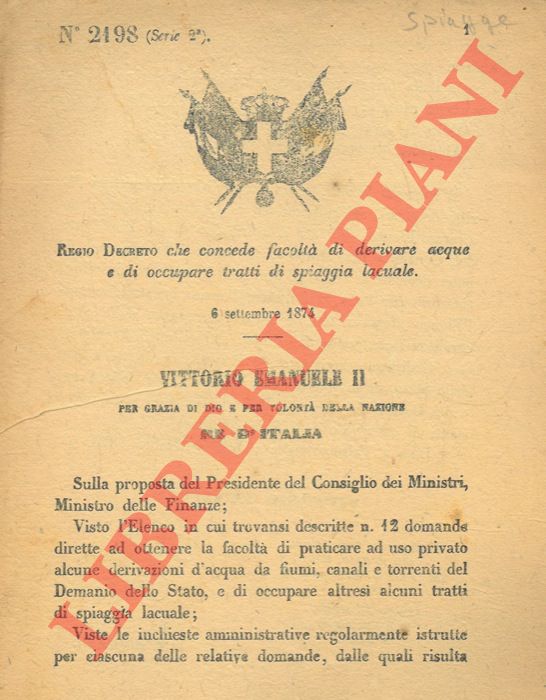 Spiagge
N° 2198 (Serie 2ª). 1
REGIO DECRETO che concede facoltà di derivare acque
e di occupare tratti di spiaggia lacuale.
6 settembre 1874
VITTORIO EMANUELE II
PER GRAZIA DI DIO E PER VOLONTÀ DELLA NAZIONE
RE D'ITALIA
Sulla proposta del Presidente del Consiglio dei Ministri,
Ministro delle Finanze;
Visto l'Elenco in cui trovansi descritte n. 12 domande
dirette ad ottenere la facoltà di praticare ad uso privato
alcune derivazioni d'acqua da fiumi, canali e torrenti del
Demanio dello Stato, e di occupare altresì alcuni tratti
di spiaggia lacuale;
Viste le inchieste amministrative regolarmente istrutte
per ciascuna delle relative domande, dalle quali risulta
LIBRERIA PIANI